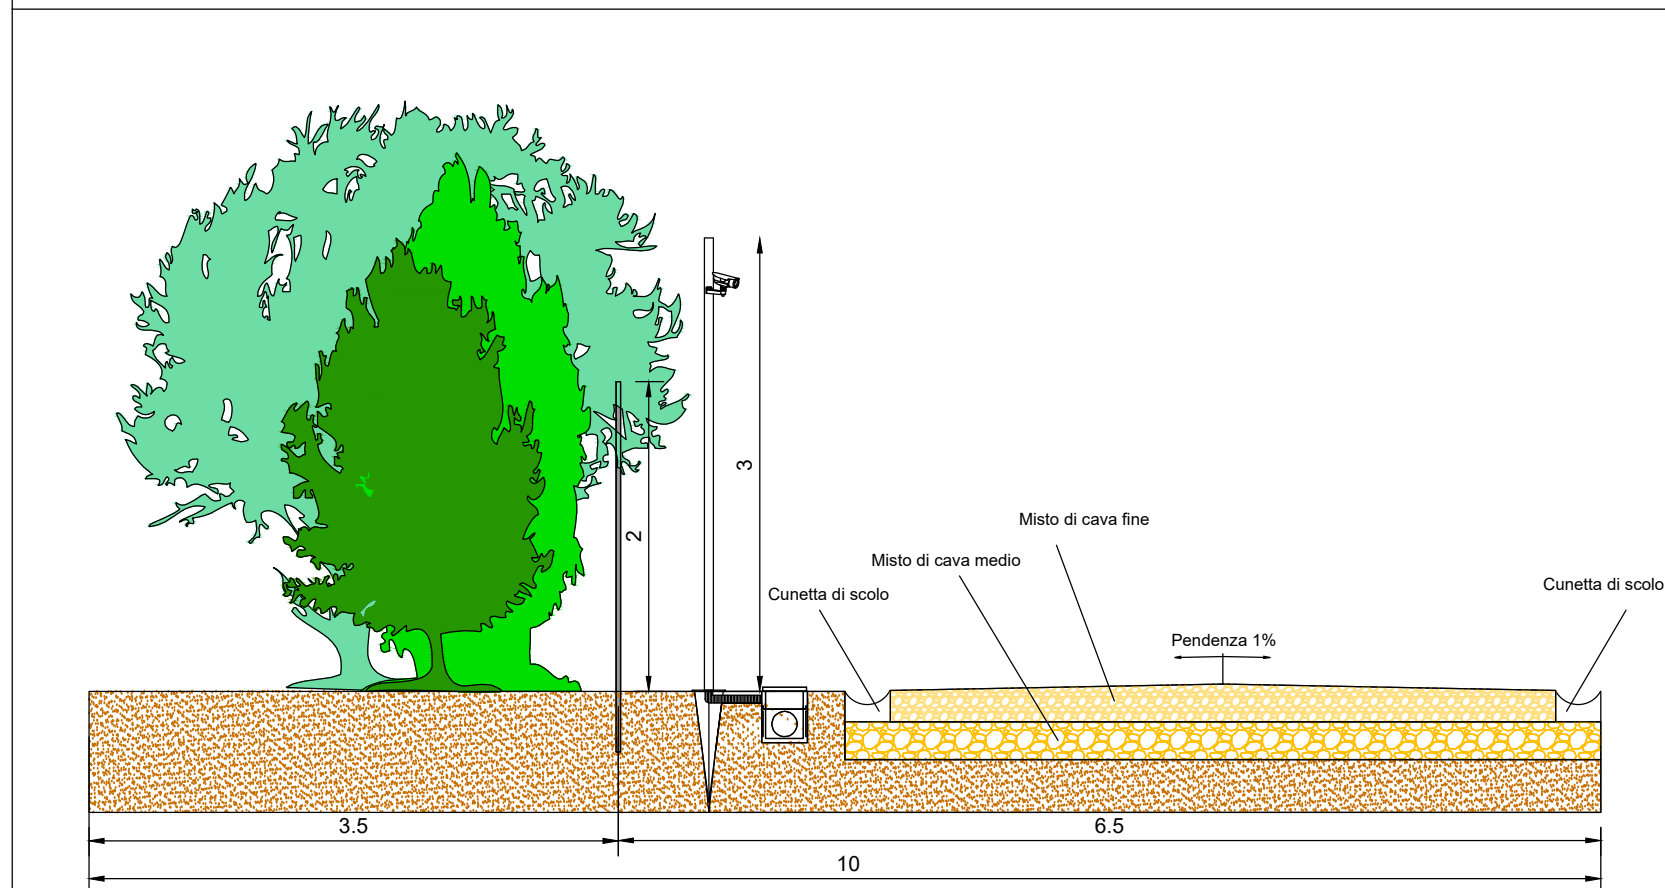 3
2
Misto di cava fine
Misto di cava medio
Cunetta di scolo
Cunetta di scolo
Pendenza 1%
3.5
6.5
10